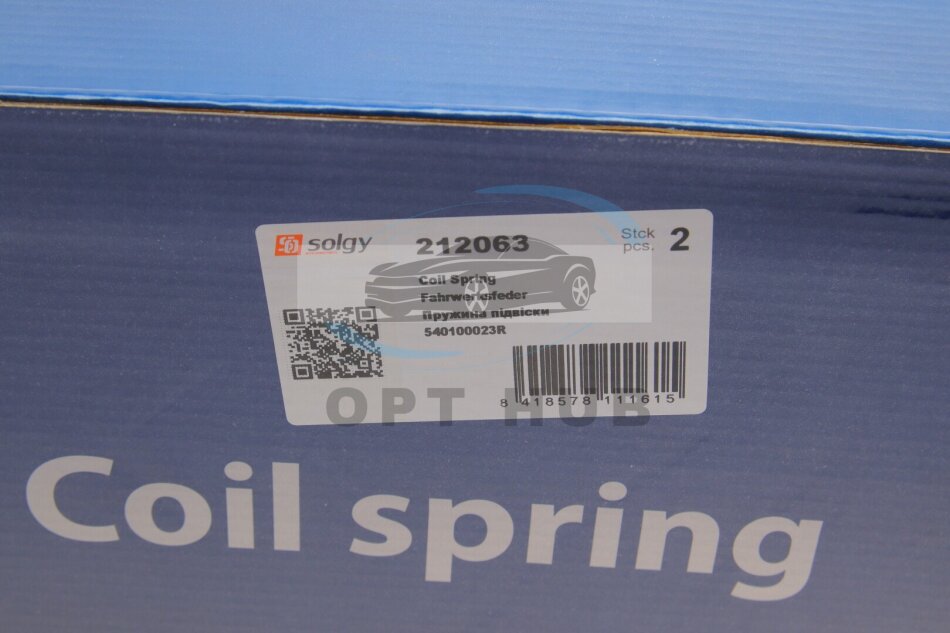 solgy 212063 Stck pcs. 2
Coil Spring
Fahrwerksfeder
Пружина підвіски
540100023R
8 418578 111615
OPT HUB
Coil spring